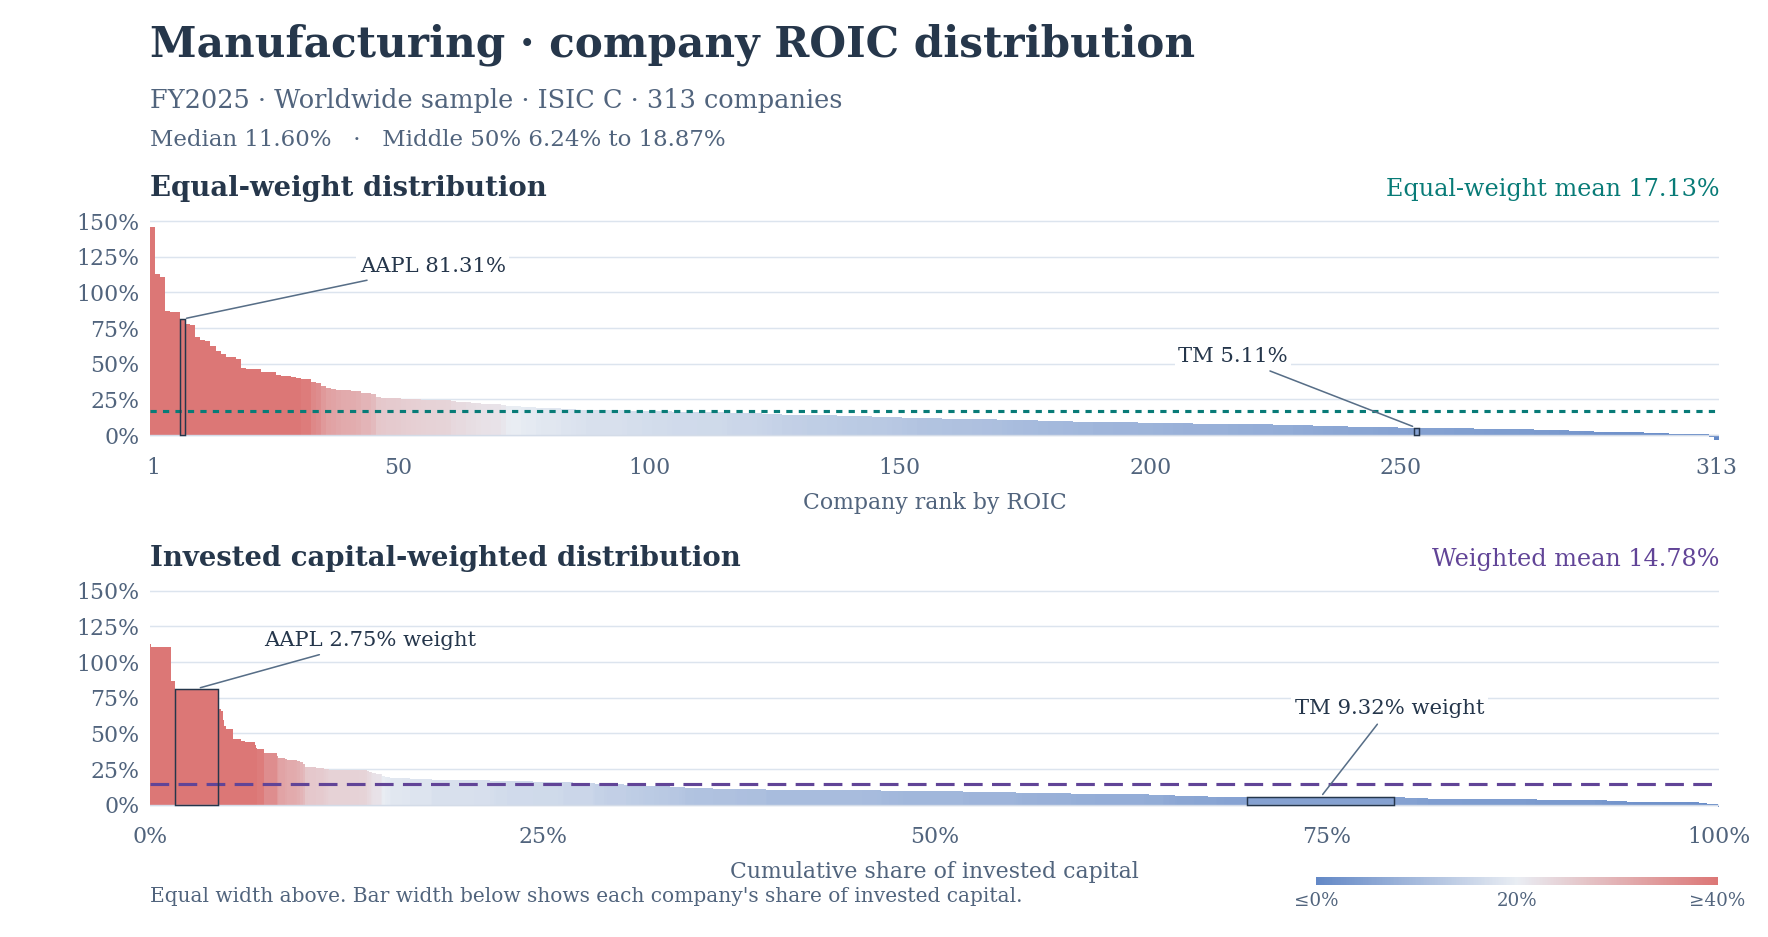 Manufacturing · company ROIC distribution
FY2025 · Worldwide sample · ISIC C · 313 companies
Median 11.60% · Middle 50% 6.24% to 18.87%
Equal-weight distribution
Equal-weight mean 17.13%
150%
125%
100%
75%
50%
25%
0%
AAPL 81.31%
TM 5.11%
1 50 100 150 200 250 313
Company rank by ROIC
Invested capital-weighted distribution
Weighted mean 14.78%
150%
125%
100%
75%
50%
25%
0%
AAPL 2.75% weight
TM 9.32% weight
0% 25% 50% 75% 100%
Cumulative share of invested capital
Equal width above. Bar width below shows each company's share of invested capital.
≤0% 20% ≥40%